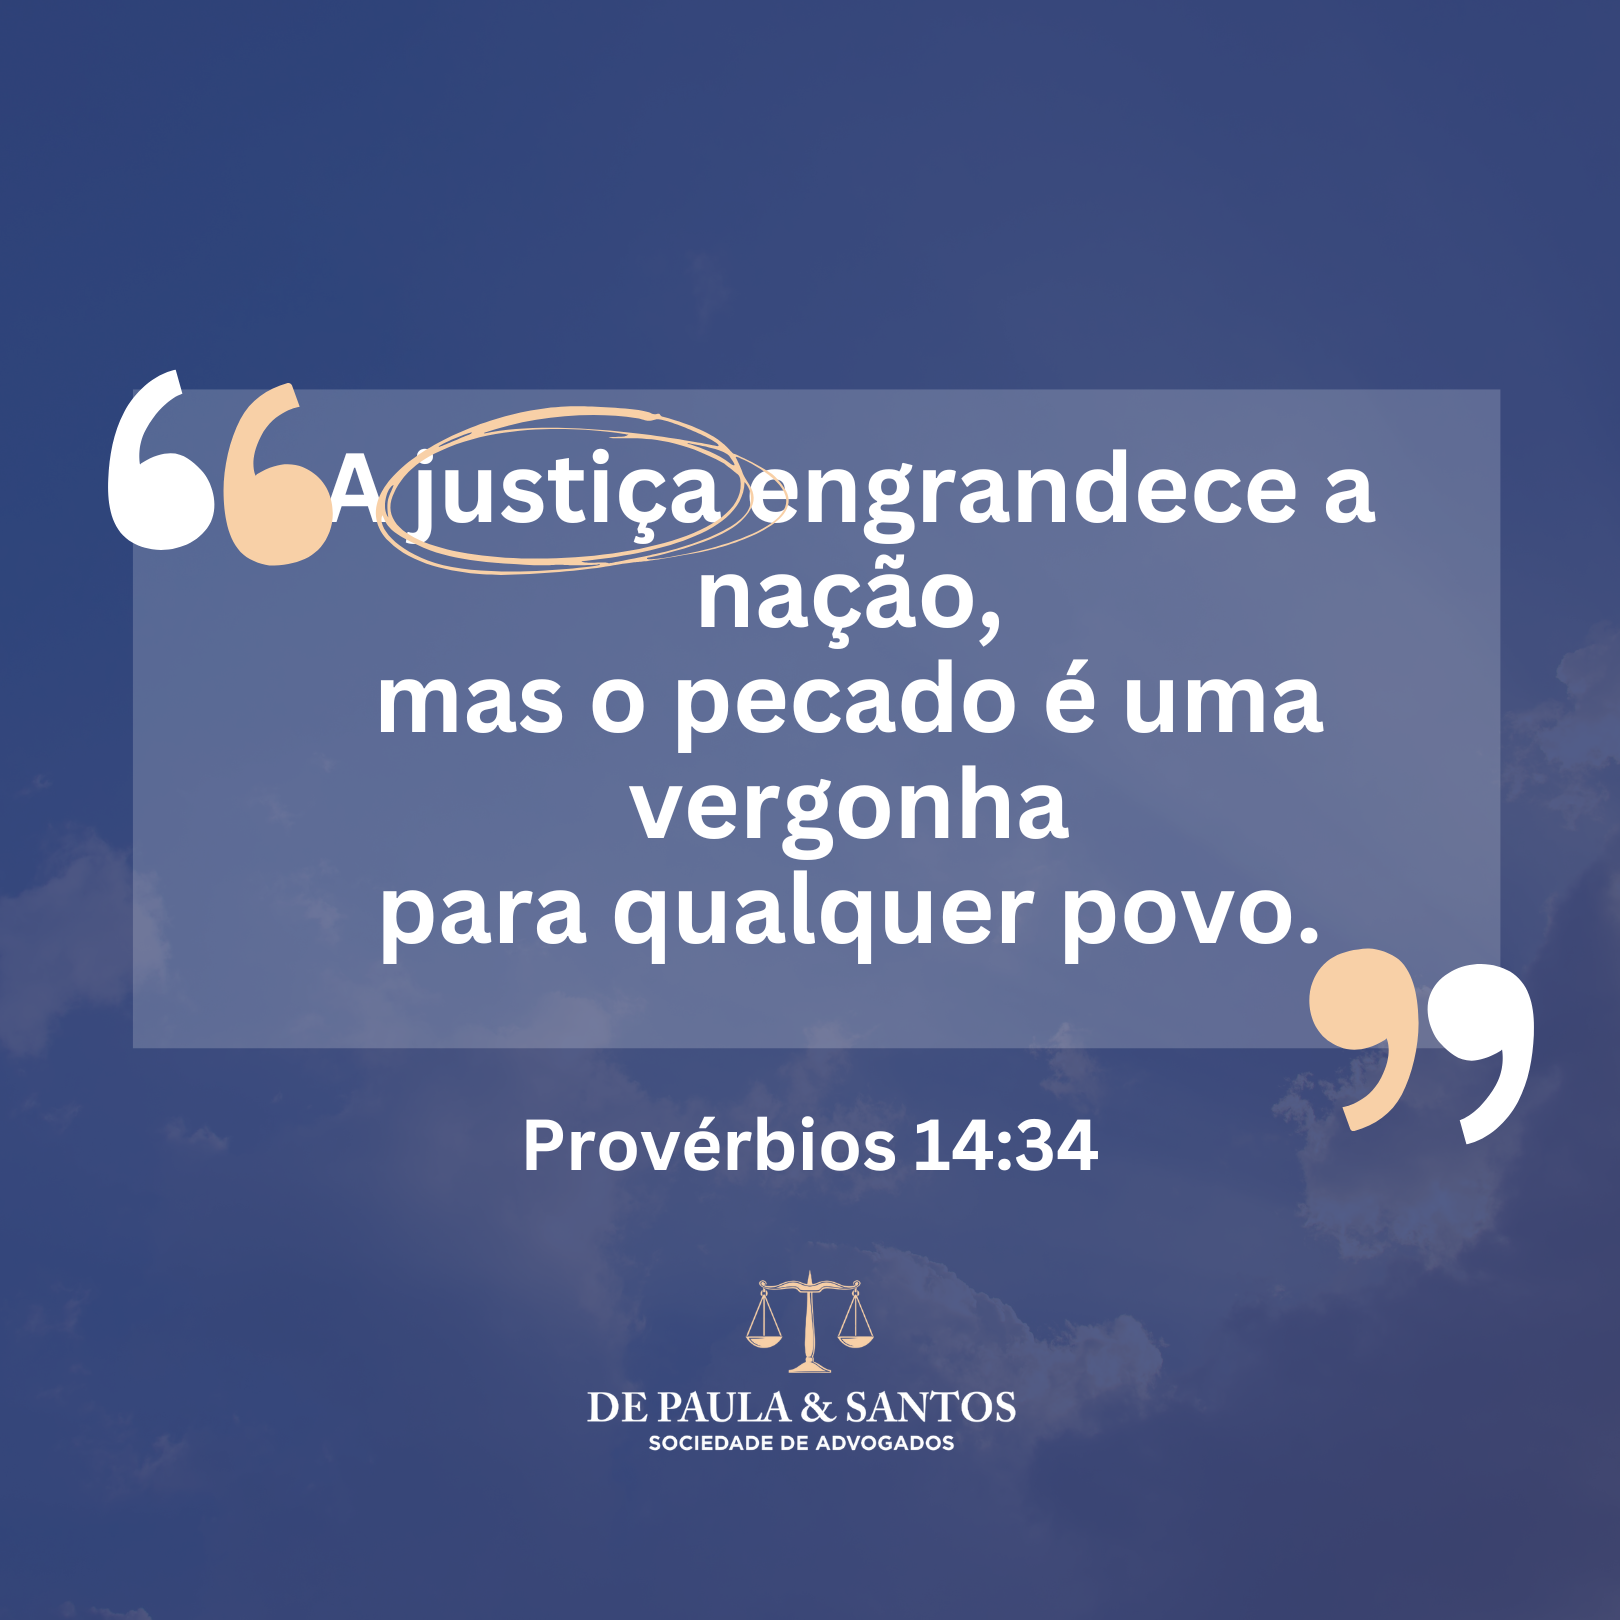 A justiça engrandece a
nação,
mas o pecado é uma
vergonha
para qualquer povo.
Provérbios 14:34
DE PAULA & SANTOS
SOCIEDADE DE ADVOGADOS